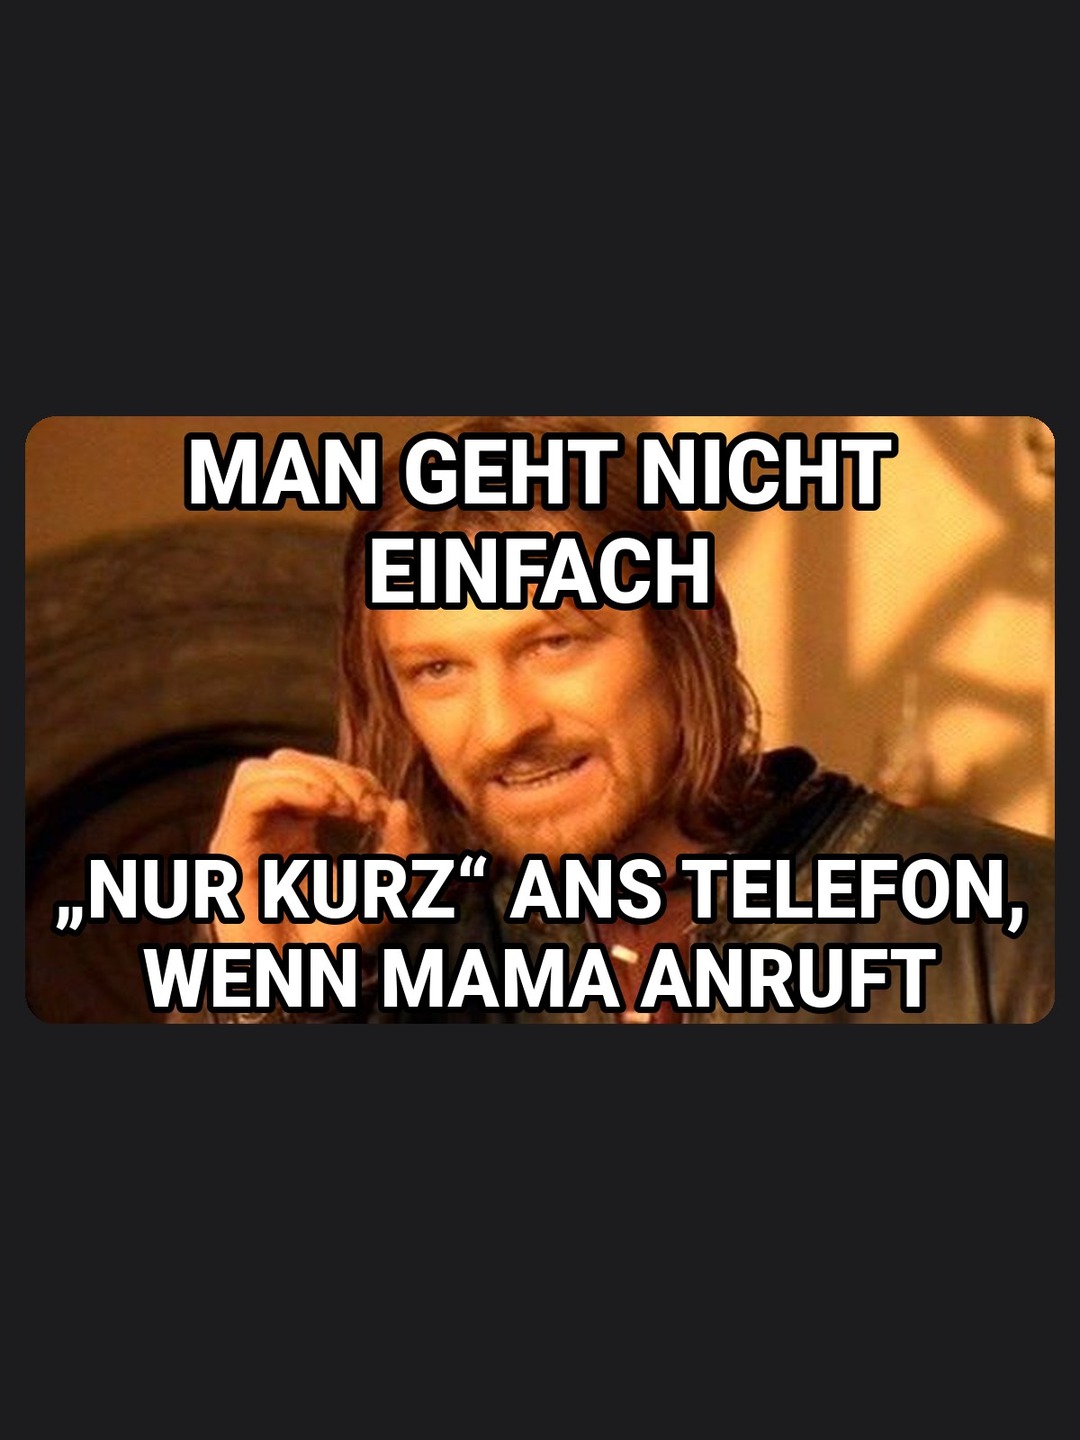 MAN GEHT NICHT
EINFACH
„NUR KURZ“ ANS TELEFON,
WENN MAMA ANRUFT